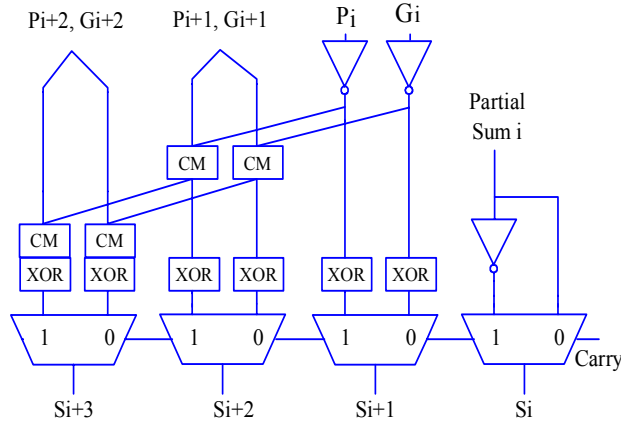 Pi+2, Gi+2 Pi+1, Gi+1 Pi Gi
Partial
Sum i
CM CM
CM CM
XOR XOR XOR XOR XOR XOR
1 0 1 0 1 0 1 0
Carry
Si+3 Si+2 Si+1 Si